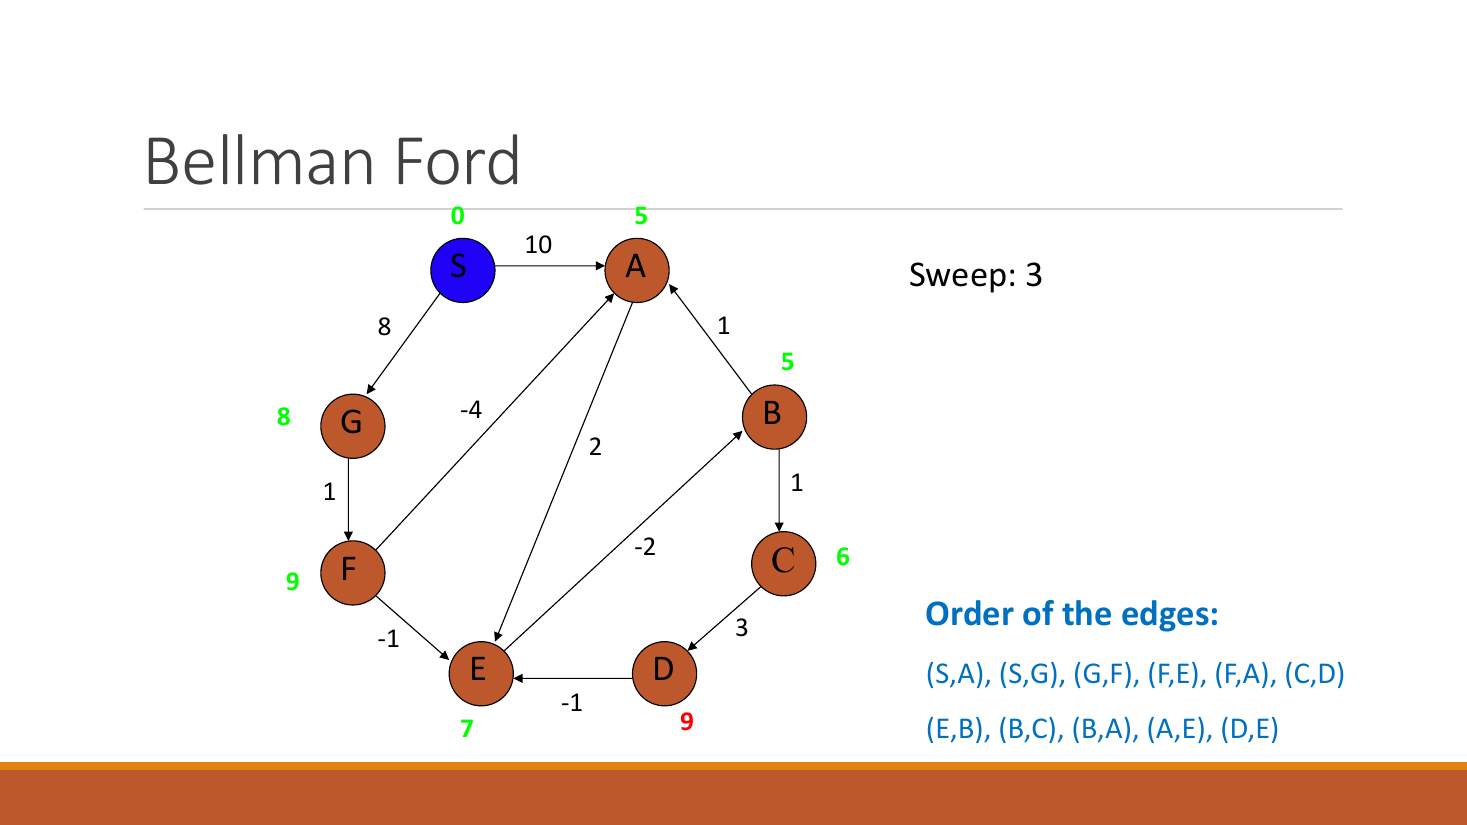 Bellman Ford
0
5
S
10
A
Sweep: 3
8
1
5
8
G
-4
B
2
1
1
-2
F
C
6
9
Order of the edges:
-1
3
E
D
(S,A), (S,G), (G,F), (F,E), (F,A), (C,D)
-1
7
9
(E,B), (B,C), (B,A), (A,E), (D,E)